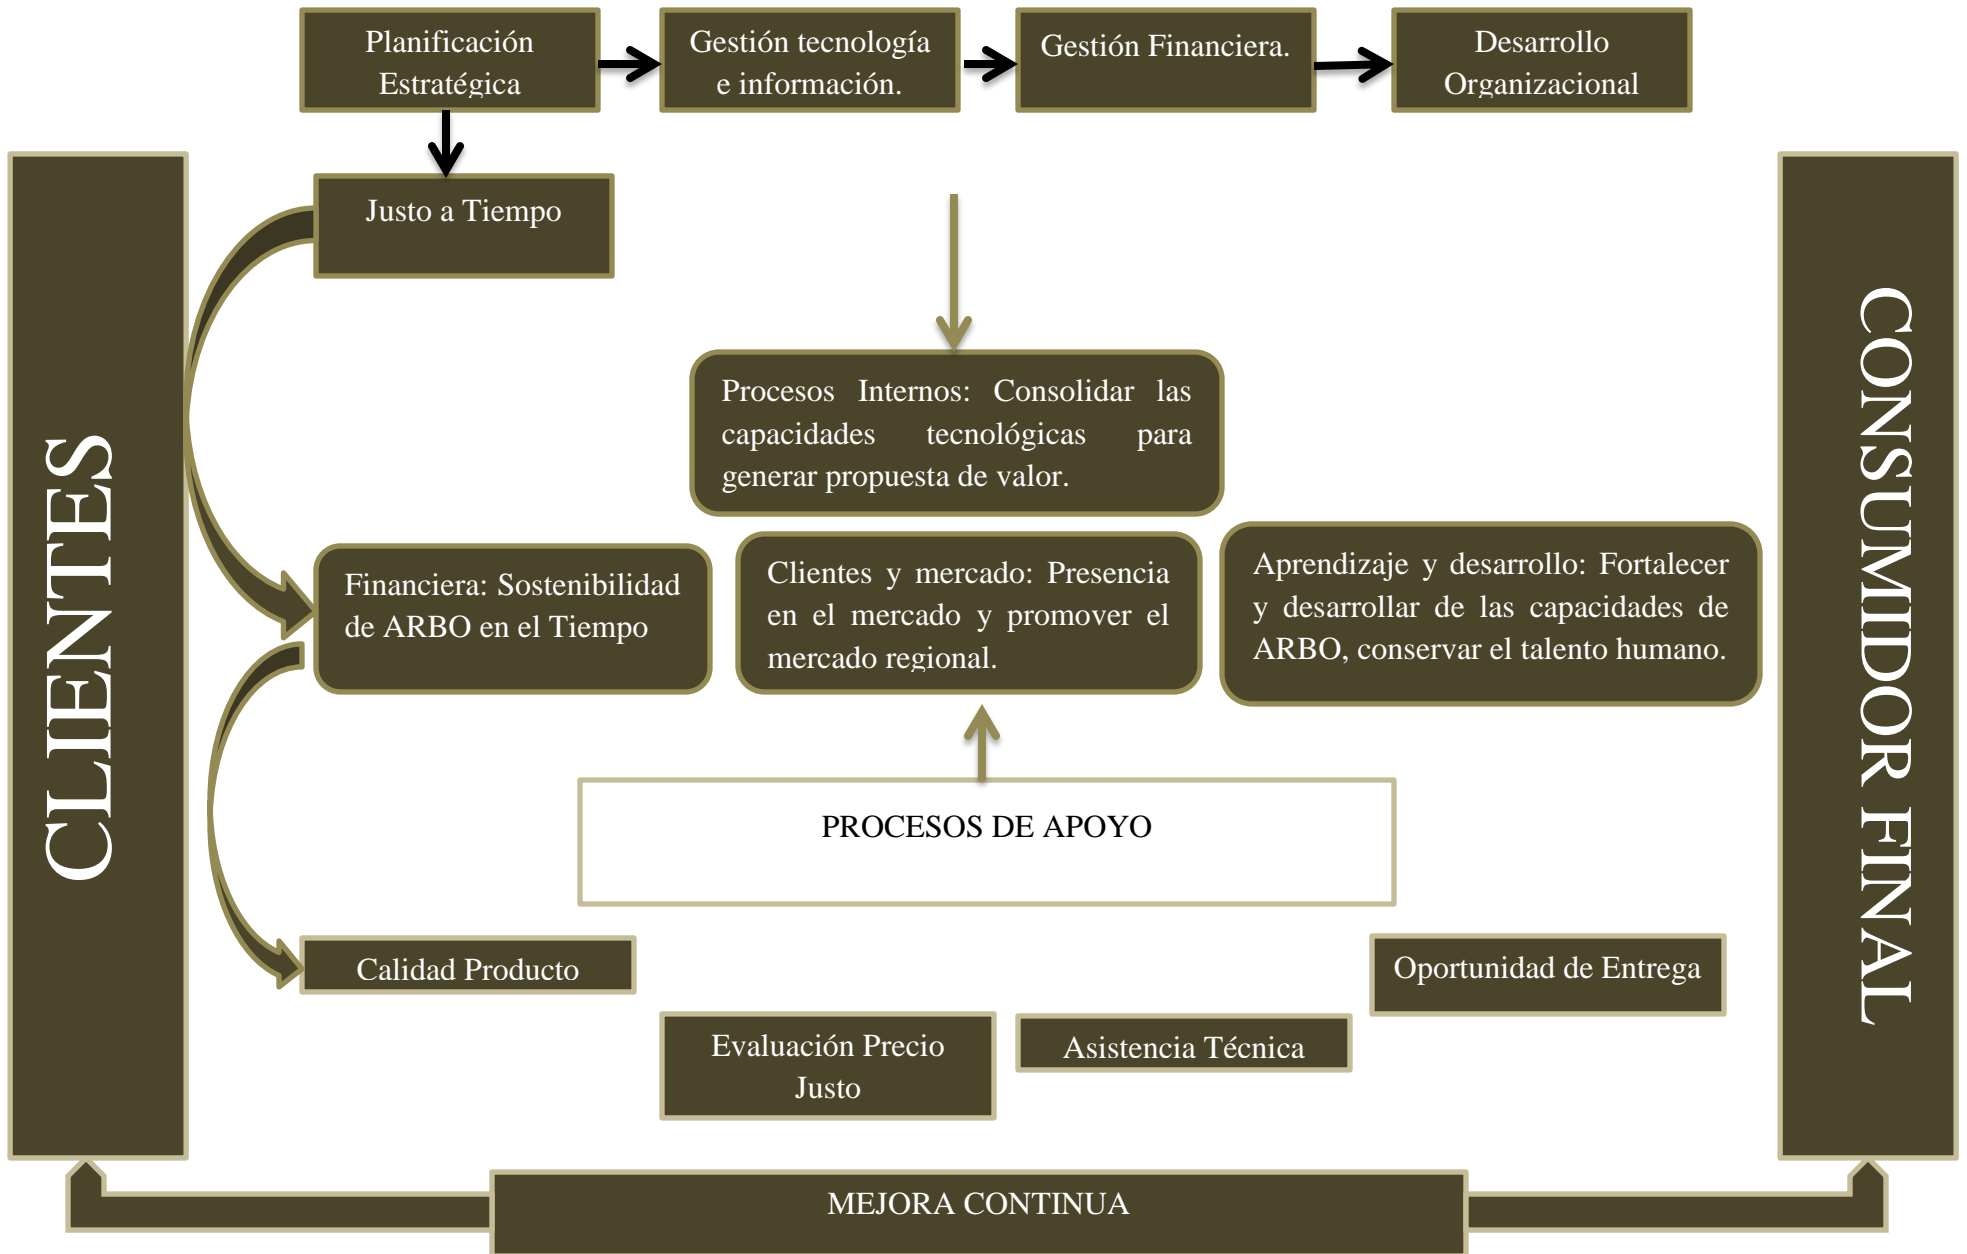 Planificación
Estratégica
Gestión tecnología
e información.
Gestión Financiera.
Desarrollo
Organizacional
Justo a Tiempo
CLIENTES
CONSUMIDOR FINAL
Procesos Internos: Consolidar las
capacidades tecnológicas para
generar propuesta de valor.
Financiera: Sostenibilidad
de ARBO en el Tiempo
Clientes y mercado: Presencia
en el mercado y promover el
mercado regional.
Aprendizaje y desarrollo: Fortalecer
y desarrollar de las capacidades de
ARBO, conservar el talento humano.
PROCESOS DE APOYO
Calidad Producto
Evaluación Precio
Justo
Asistencia Técnica
Oportunidad de Entrega
MEJORA CONTINUA